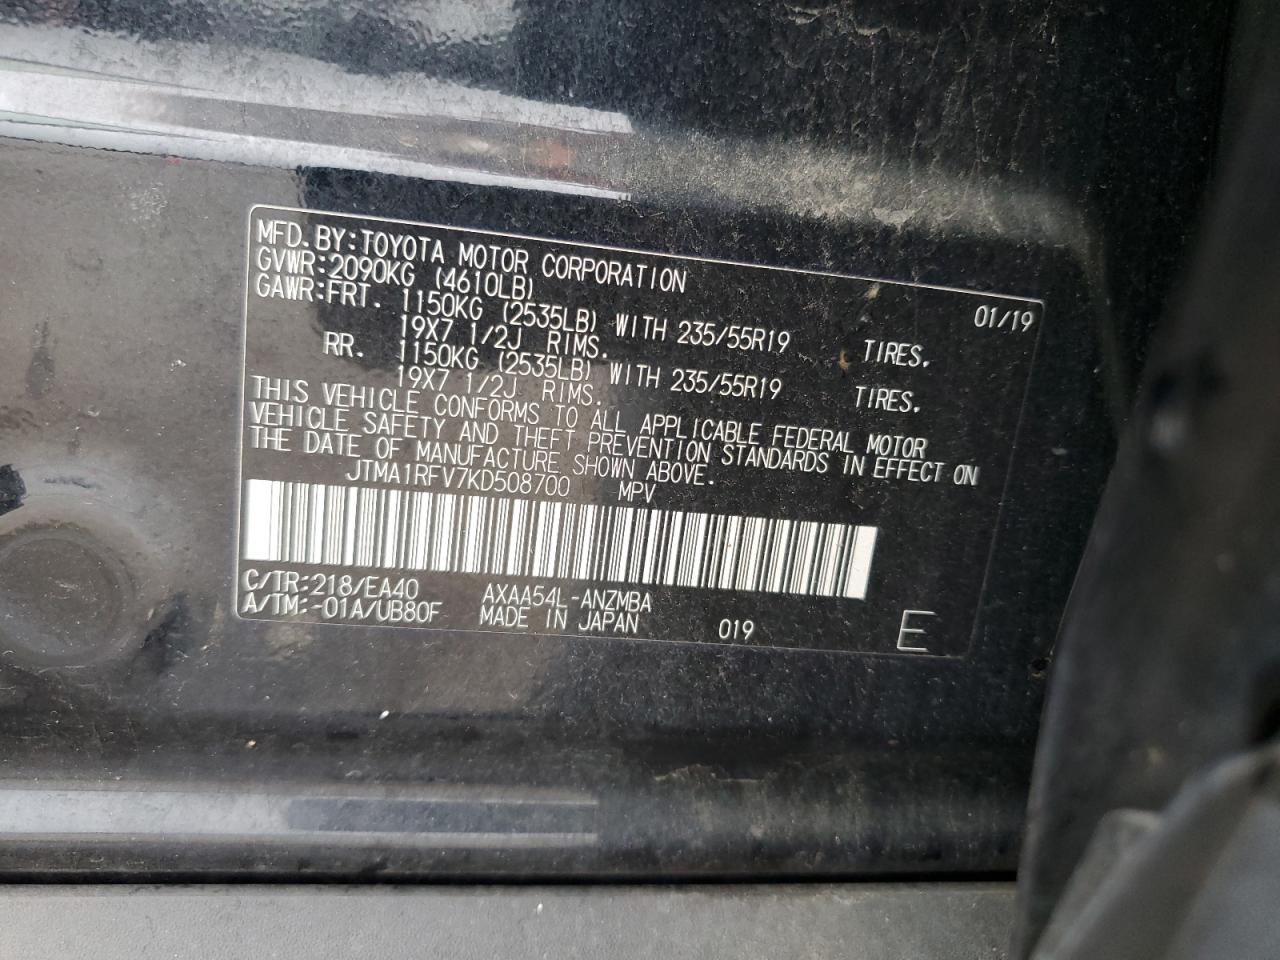 MFD.BY:TOYOTA MOTOR CORPORATION 01/19
GVWR:2090KG (4610LB)
GAWR:FRT. 1150KG (2535LB) WITH 235/55R19 TIRES.
19X7 1/2J RIMS.
RR. 1150KG (2535LB) WITH 235/55R19 TIRES.
19X7 1/2J RIMS.
THIS VEHICLE CONFORMS TO ALL APPLICABLE FEDERAL MOTOR
VEHICLE SAFETY AND THEFT PREVENTION STANDARDS IN EFFECT ON
THE DATE OF MANUFACTURE SHOWN ABOVE.
JTMA1RFV7KD508700 MPV
C/TR:218/EA40 AXAA54L-ANZMBA
A/TM:-01A/UB80F MADE IN JAPAN 019 E